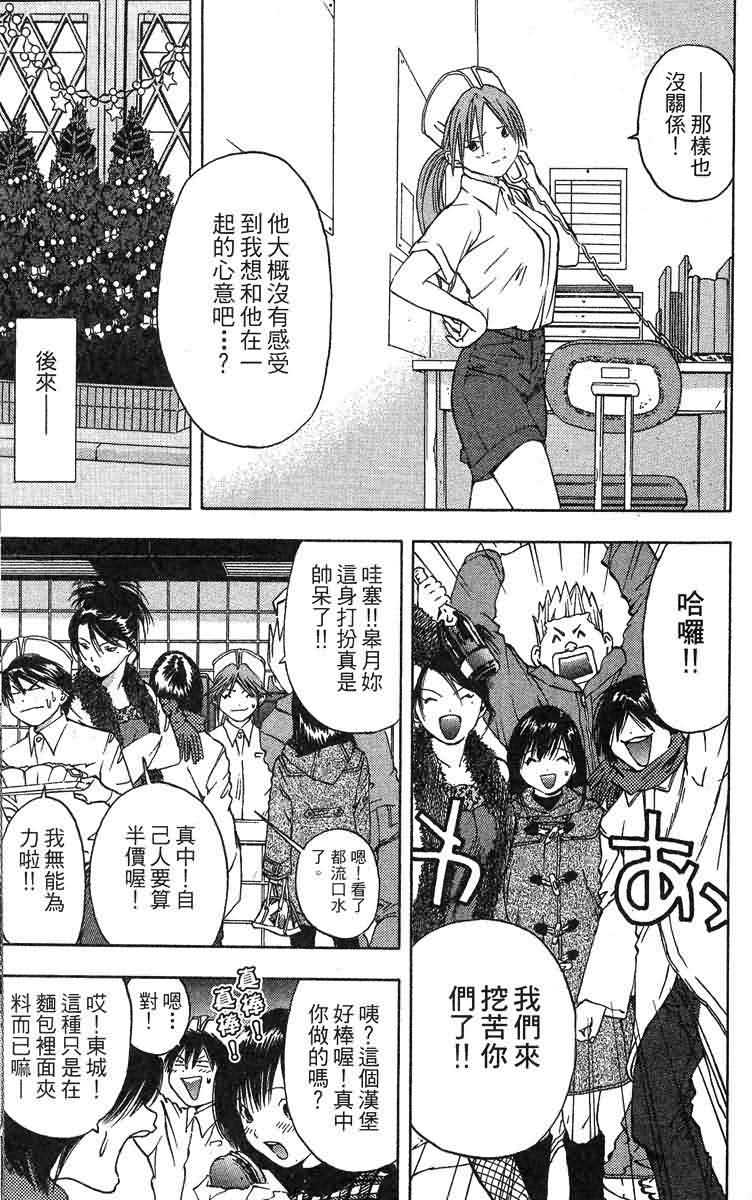 ──那樣也
沒關係！
他大概沒有感受
到我想和他在一
起的心意吧…？
後來──
哈囉!!
あっ
はっ
我們來
挖苦你
們了!!
哇塞!!皋月妳
這身打扮真是
帥呆了!!
嗯！看了
都流口水
了。
真中！自
己人要算
半價喔！
我無能為
力啦!!
咦？這個漢堡
好棒喔！真中
你做的嗎？
真棒！
真棒！
嗯…
對！
哎！東城！
這種只是在
麵包裡面夾
料而已嘛─